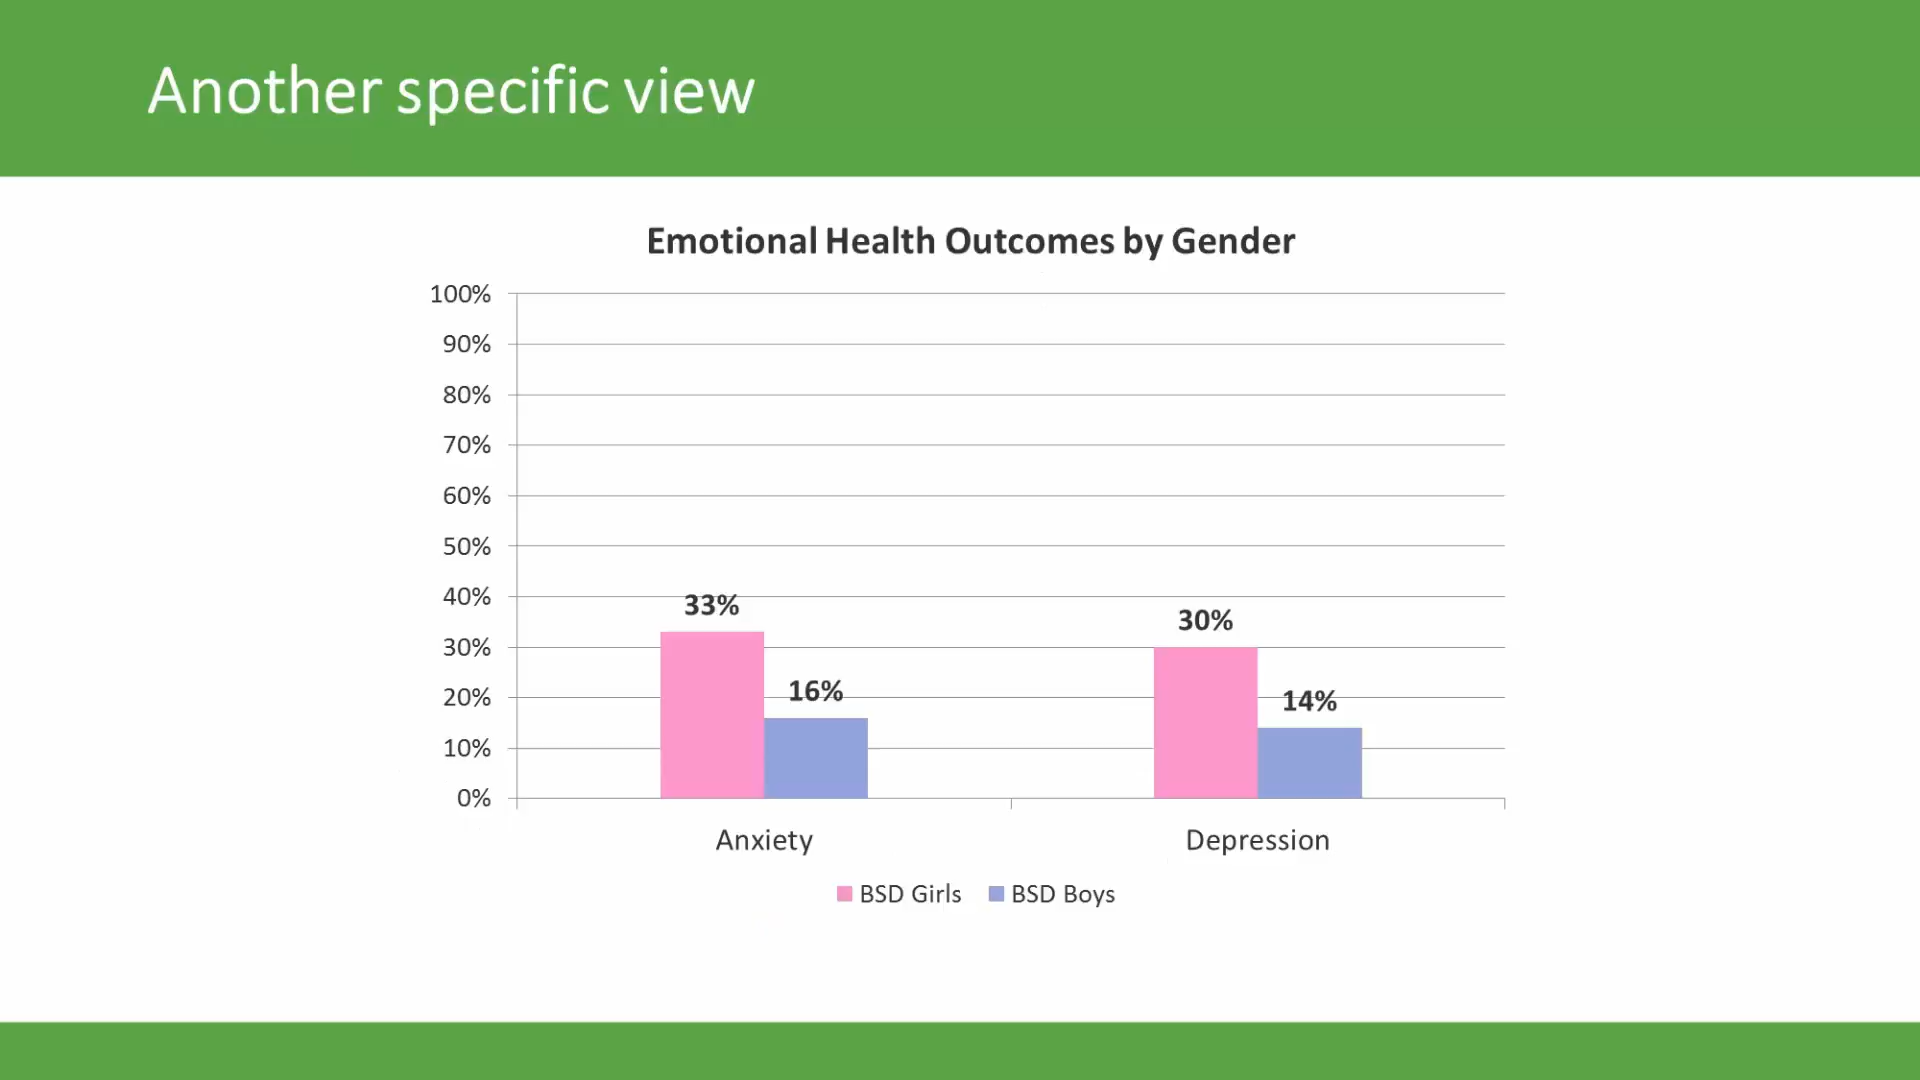 Another specific view
Emotional Health Outcomes by Gender
100%
90%
80%
70%
60%
50%
40%
30%
20%
10%
0%
33%
16%
30%
14%
Anxiety
Depression
BSD Girls
BSD Boys